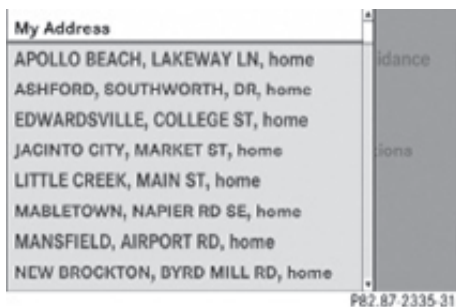 My Address
APOLLO BEACH, LAKEWAY LN, home
idance
ASHFORD, SOUTHWORTH, DR, home
EDWARDSVILLE, COLLEGE ST, home
JACINTO CITY, MARKET ST, home
tions
LITTLE CREEK, MAIN ST, home
MABLETOWN, NAPIER RD SE, home
MANSFIELD, AIRPORT RD, home
NEW BROCKTON, BYRD MILL RD, home
P82.87-2335-31